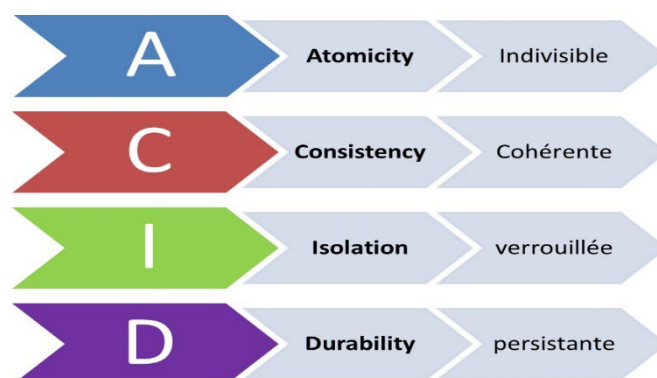 A Atomicity Indivisible
C Consistency Cohérente
I Isolation verrouillée
D Durability persistante